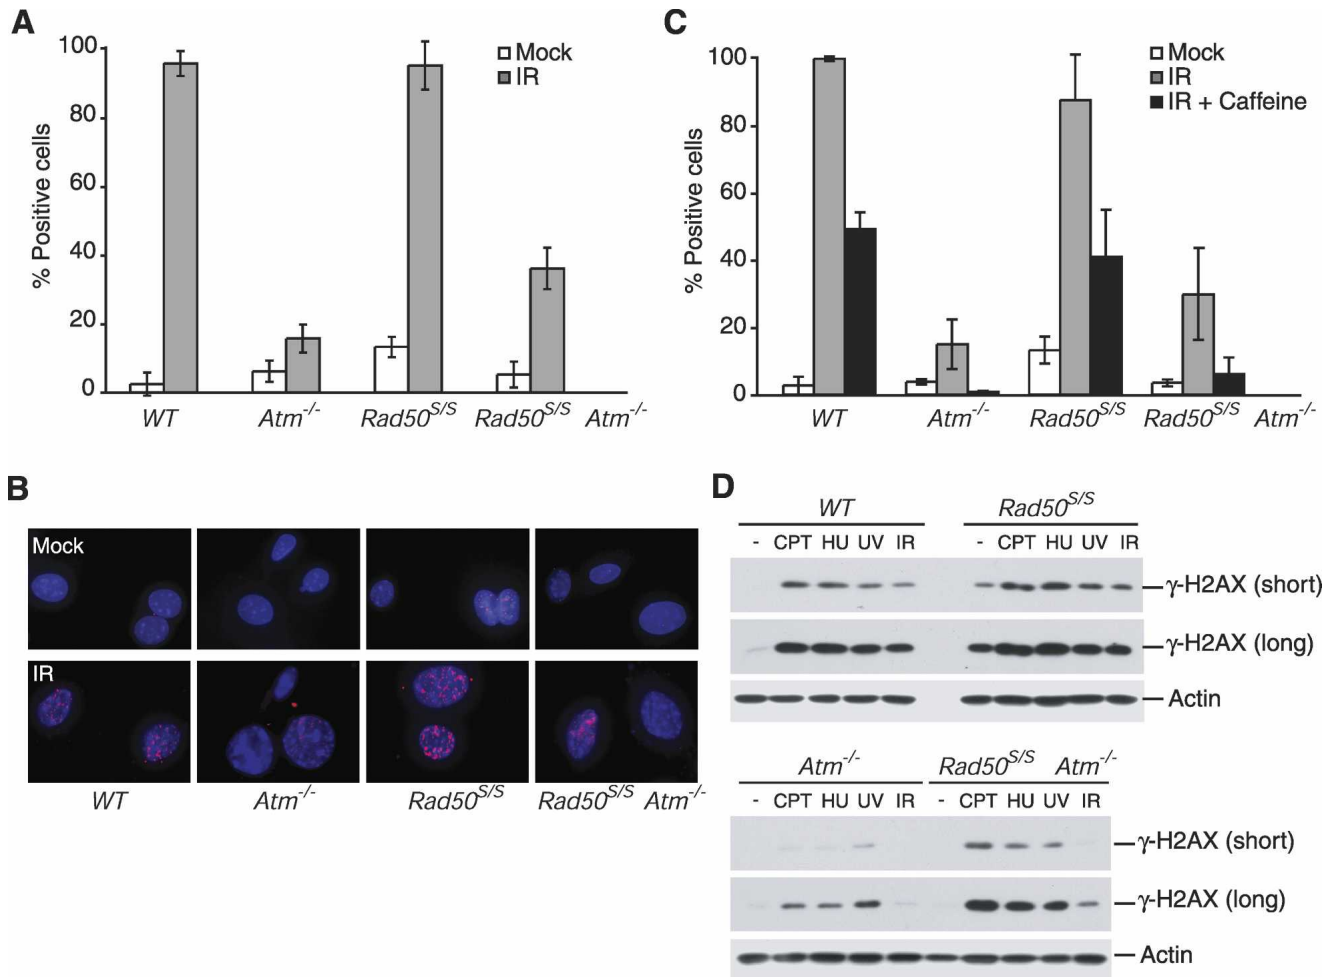 A
100
80
60
40
20
0
% Positive cells
Mock
IR
WT
Atm-/-
Rad50S/S
Rad50S/S Atm-/-
C
100
80
60
40
20
0
% Positive cells
Mock
IR
IR + Caffeine
WT
Atm-/-
Rad50S/S
Rad50S/S Atm-/-
B
Mock
IR
WT
Atm-/-
Rad50S/S
Rad50S/S Atm-/-
D
WT
Rad50S/S
- CPT HU UV IR
- CPT HU UV IR
γ-H2AX (short)
γ-H2AX (long)
Actin
Atm-/-
Rad50S/S Atm-/-
- CPT HU UV IR
- CPT HU UV IR
γ-H2AX (short)
γ-H2AX (long)
Actin